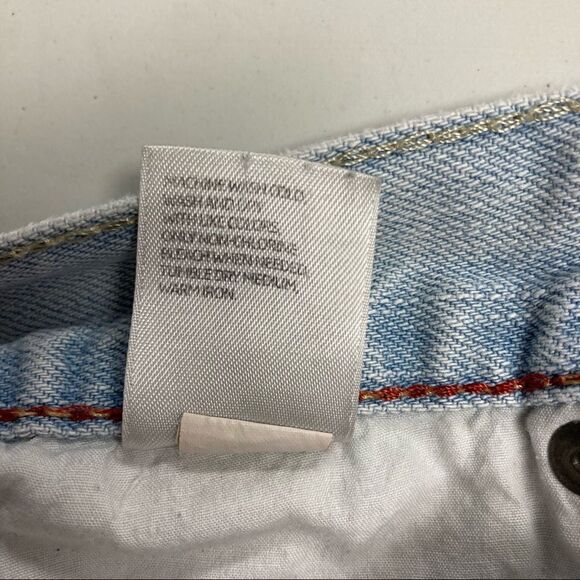 MACHINE WASH COLD.
WASH AND DRY
WITH LIKE COLORS.
ONLY NON-CHLORINE
BLEACH WHEN NEEDED.
TUMBLE DRY MEDIUM,
WARM IRON.